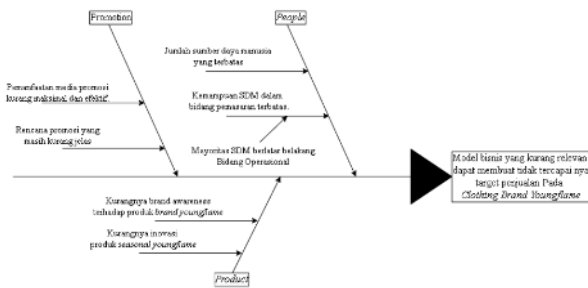 Promotion
People
Jumlah sumber daya manusia
yang terbatas
Pemanfaatan media promosi
kurang maksimal dan efektif.
Kemampuan SDM dalam
bidang pemasaran terbatas.
Rencana promosi yang
masih kurang jelas
Mayoritas SDM berlatar belakang
Bidang Operasional
Model bisnis yang kurang relevan
dapat membuat tidak tercapai nya
target penjualan Pada
Clothing Brand Youngflame
Kurangnya brand awareness
terhadap produk brand youngflame
Kurangnya inovasi
produk seasonal youngflame
Product